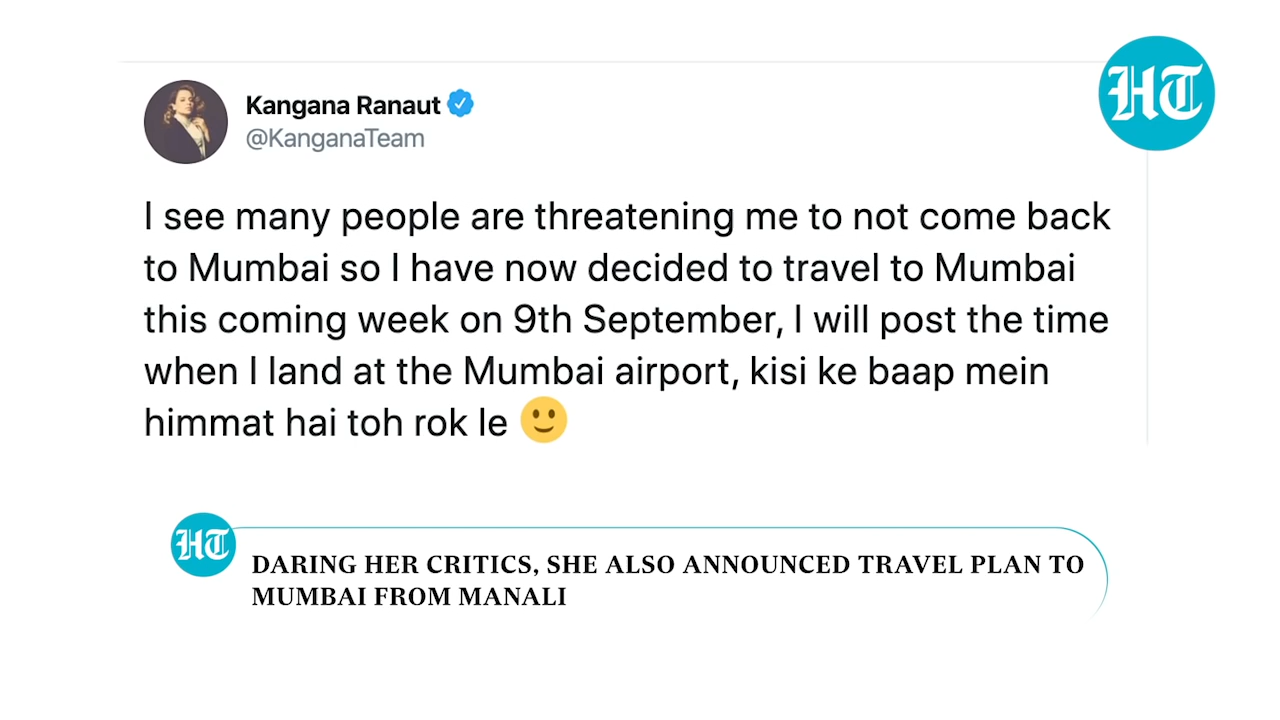 HT
Kangana Ranaut
@KanganaTeam
I see many people are threatening me to not come back
to Mumbai so I have now decided to travel to Mumbai
this coming week on 9th September, I will post the time
when I land at the Mumbai airport, kisi ke baap mein
himmat hai toh rok le 🙂
HT
DARING HER CRITICS, SHE ALSO ANNOUNCED TRAVEL PLAN TO
MUMBAI FROM MANALI